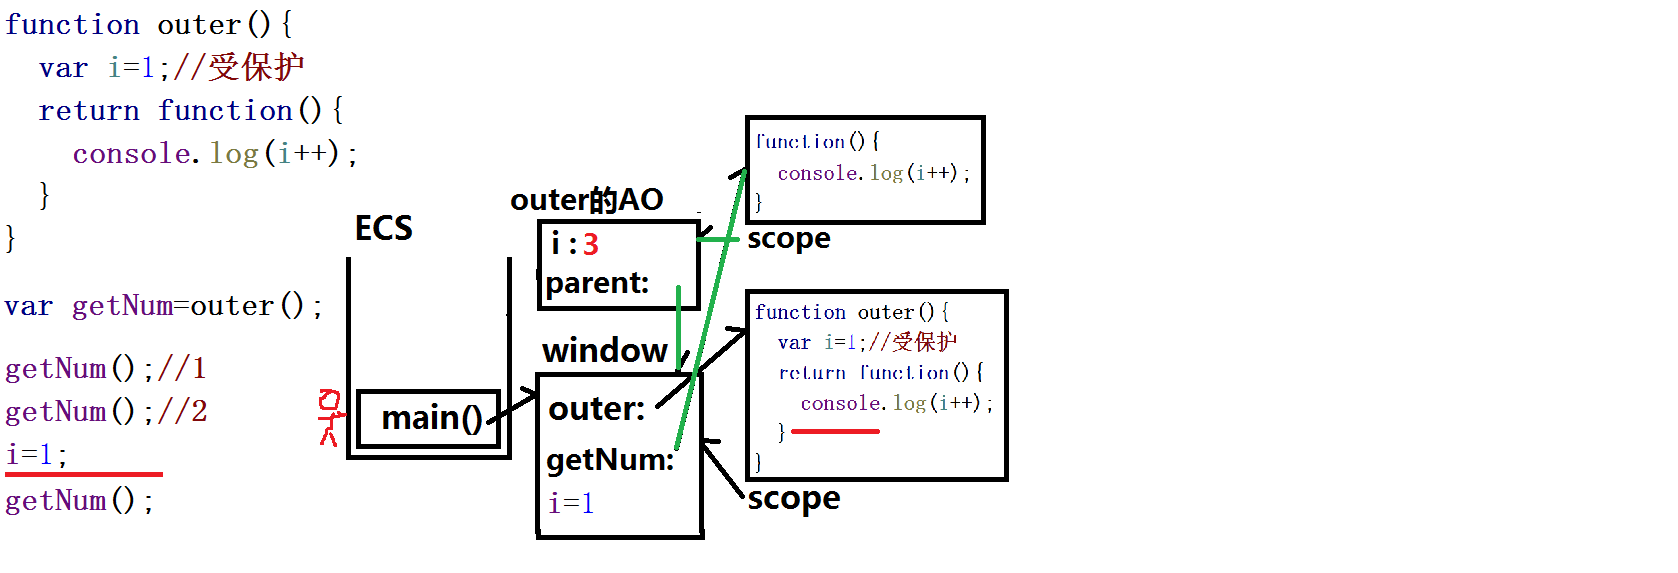 function outer(){
var i=1;//受保护
return function(){
console.log(i++);
}
}
var getNum=outer();
getNum();//1
getNum();//2
i=1;
getNum();
ECS
main()
outer的AO
i : 3
parent:
window
outer:
getNum:
i=1
function(){
console.log(i++);
}
scope
function outer(){
var i=1;//受保护
return function(){
console.log(i++);
}
}
scope